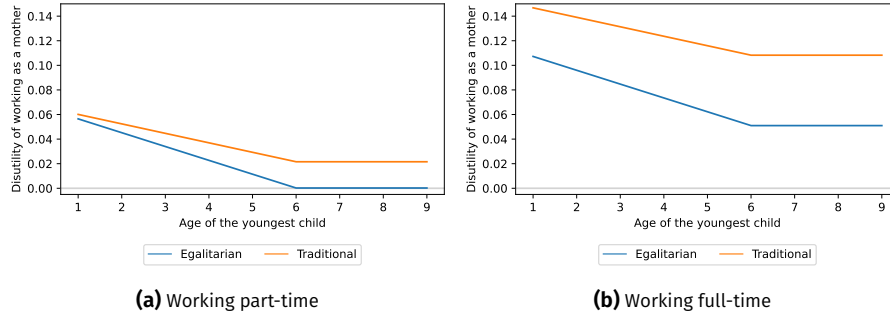 0.14
0.12
0.10
0.08
0.06
0.04
0.02
0.00
Disutility of working as a mother
1 2 3 4 5 6 7 8 9
Age of the youngest child
Egalitarian Traditional
(a) Working part-time
0.14
0.12
0.10
0.08
0.06
0.04
0.02
0.00
Disutility of working as a mother
1 2 3 4 5 6 7 8 9
Age of the youngest child
Egalitarian Traditional
(b) Working full-time